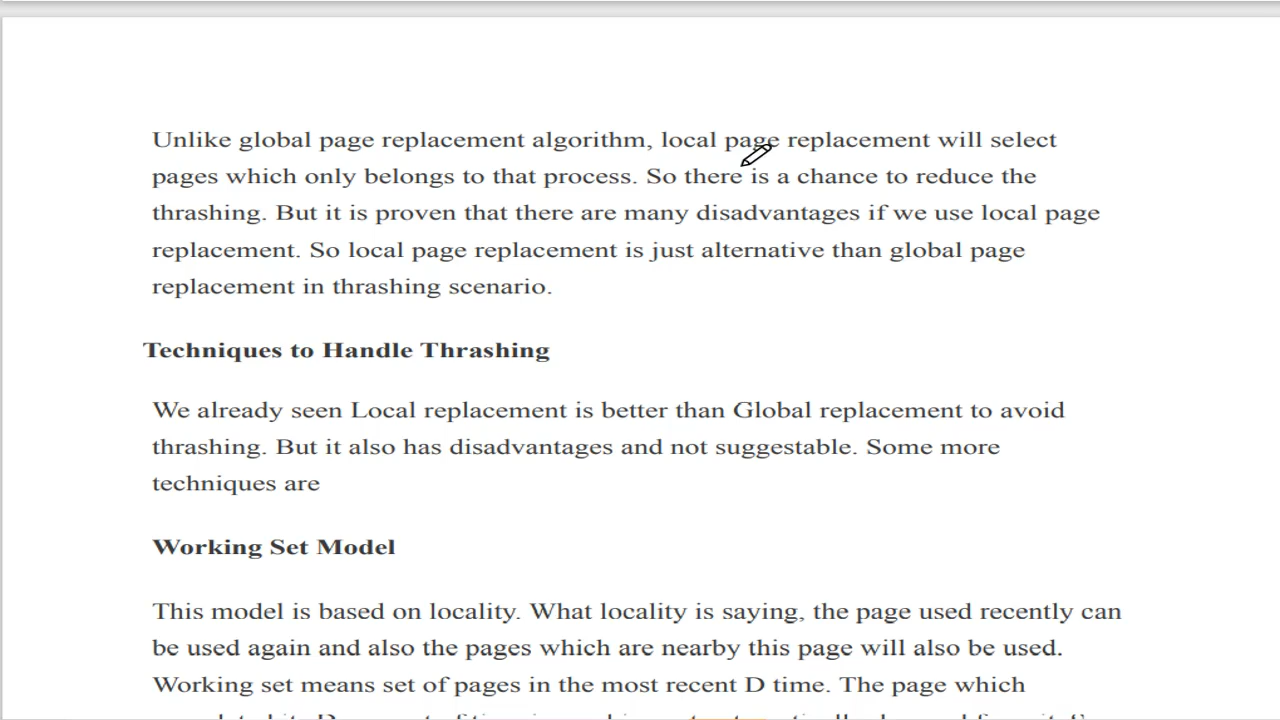 Unlike global page replacement algorithm, local page replacement will select
pages which only belongs to that process. So there is a chance to reduce the
thrashing. But it is proven that there are many disadvantages if we use local page
replacement. So local page replacement is just alternative than global page
replacement in thrashing scenario.
Techniques to Handle Thrashing
We already seen Local replacement is better than Global replacement to avoid
thrashing. But it also has disadvantages and not suggestable. Some more
techniques are
Working Set Model
This model is based on locality. What locality is saying, the page used recently can
be used again and also the pages which are nearby this page will also be used.
Working set means set of pages in the most recent D time. The page which